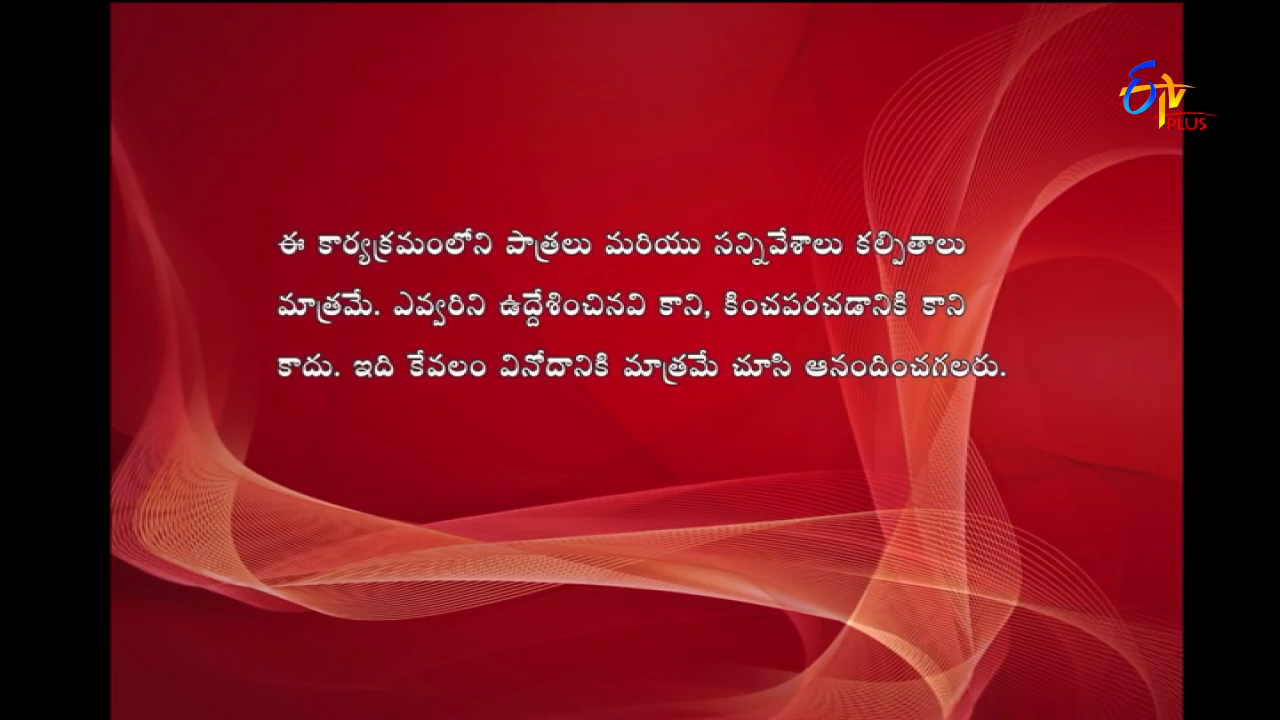 ETV
PLUS
ఈ కార్యక్రమంలోని పాత్రలు మరియు సన్నివేశాలు కల్పితాలు
మాత్రమే. ఎవ్వరిని ఉద్దేశించినవి కాని, కించపరచడానికి కాని
కాదు. ఇది కేవలం వినోదానికి మాత్రమే చూసి ఆనందించగలరు.